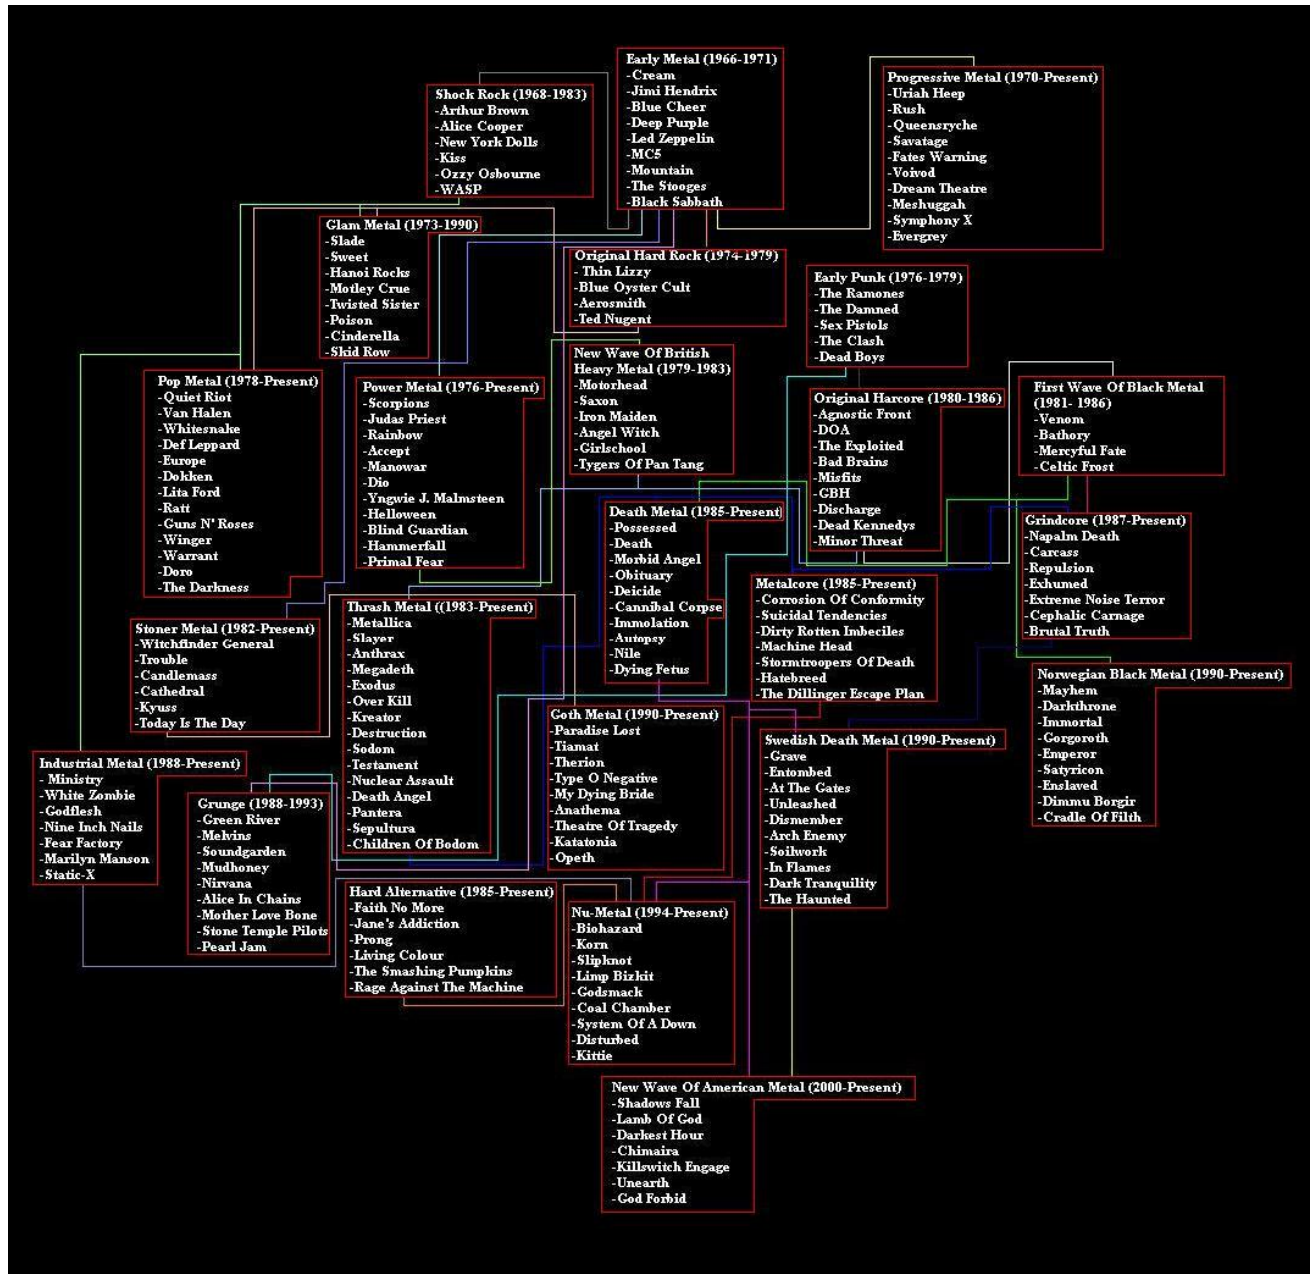 Early Metal (1966-1971)
-Cream
-Jimi Hendrix
-Blue Cheer
-Deep Purple
-Led Zeppelin
-MC5
-Mountain
-The Stooges
-Black Sabbath
Progressive Metal (1970-Present)
-Uriah Heep
-Rush
-Queensryche
-Savatage
-Fates Warning
-Voivod
-Dream Theatre
-Meshuggah
-Symphony X
-Evergrey
Shock Rock (1968-1983)
-Arthur Brown
-Alice Cooper
-New York Dolls
-Kiss
-Ozzy Osbourne
-WASP
Glam Metal (1973-1990)
-Slade
-Sweet
-Hanoi Rocks
-Motley Crue
-Twisted Sister
-Poison
-Cinderella
-Skid Row
Original Hard Rock (1974-1979)
- Thin Lizzy
-Blue Oyster Cult
-Aerosmith
-Ted Nugent
Early Punk (1976-1979)
-The Ramones
-The Damned
-Sex Pistols
-The Clash
-Dead Boys
Pop Metal (1978-Present)
-Quiet Riot
-Van Halen
-Whitesnake
-Def Leppard
-Europe
-Dokken
-Lita Ford
-Ratt
-Guns N' Roses
-Winger
-Warrant
-Doro
-The Darkness
Power Metal (1976-Present)
-Scorpions
-Judas Priest
-Rainbow
-Accept
-Manowar
-Dio
-Yngwie J. Malmsteen
-Helloween
-Blind Guardian
-Hammerfall
-Primal Fear
New Wave Of British
Heavy Metal (1979-1983)
-Motorhead
-Saxon
-Iron Maiden
-Angel Witch
-Girlschool
-Tygers Of Pan Tang
Original Harcore (1980-1986)
-Agnostic Front
-DOA
-The Exploited
-Bad Brains
-Misfits
-GBH
-Discharge
-Dead Kennedys
-Minor Threat
First Wave Of Black Metal
(1981- 1986)
-Venom
-Bathory
-Mercyful Fate
-Celtic Frost
Death Metal (1985-Present)
-Possessed
-Death
-Morbid Angel
-Obituary
-Deicide
-Cannibal Corpse
-Immolation
-Autopsy
-Nile
-Dying Fetus
Grindcore (1987-Present)
-Napalm Death
-Carcass
-Repulsion
-Exhumed
-Extreme Noise Terror
-Cephalic Carnage
-Brutal Truth
Metalcore (1985-Present)
-Corrosion Of Conformity
-Suicidal Tendencies
-Dirty Rotten Imbeciles
-Machine Head
-Stormtroopers Of Death
-Hatebreed
-The Dillinger Escape Plan
Stoner Metal (1982-Present)
-Witchfinder General
-Trouble
-Candlemass
-Cathedral
-Kyuss
-Today Is The Day
Thrash Metal ((1983-Present)
-Metallica
-Slayer
-Anthrax
-Megadeth
-Exodus
-Over Kill
-Kreator
-Destruction
-Sodom
-Testament
-Nuclear Assault
-Death Angel
-Pantera
-Sepultura
-Children Of Bodom
Norwegian Black Metal (1990-Present)
-Mayhem
-Darkthrone
-Immortal
-Gorgoroth
-Emperor
-Satyricon
-Enslaved
-Dimmu Borgir
-Cradle Of Filth
Goth Metal (1990-Present)
-Paradise Lost
-Tiamat
-Therion
-Type O Negative
-My Dying Bride
-Anathema
-Theatre Of Tragedy
-Katatonia
-Opeth
Swedish Death Metal (1990-Present)
-Grave
-Entombed
-At The Gates
-Unleashed
-Dismember
-Arch Enemy
-Soilwork
-In Flames
-Dark Tranquility
-The Haunted
Industrial Metal (1988-Present)
- Ministry
-White Zombie
-Godflesh
-Nine Inch Nails
-Fear Factory
-Marilyn Manson
-Static-X
Grunge (1988-1993)
-Green River
-Melvins
-Soundgarden
-Mudhoney
-Nirvana
-Alice In Chains
-Mother Love Bone
-Stone Temple Pilots
-Pearl Jam
Hard Alternative (1985-Present)
-Faith No More
-Jane's Addiction
-Prong
-Living Colour
-The Smashing Pumpkins
-Rage Against The Machine
Nu-Metal (1994-Present)
-Biohazard
-Korn
-Slipknot
-Limp Bizkit
-Godsmack
-Coal Chamber
-System Of A Down
-Disturbed
-Kittie
New Wave Of American Metal (2000-Present)
-Shadows Fall
-Lamb Of God
-Darkest Hour
-Chimaira
-Killswitch Engage
-Unearth
-God Forbid